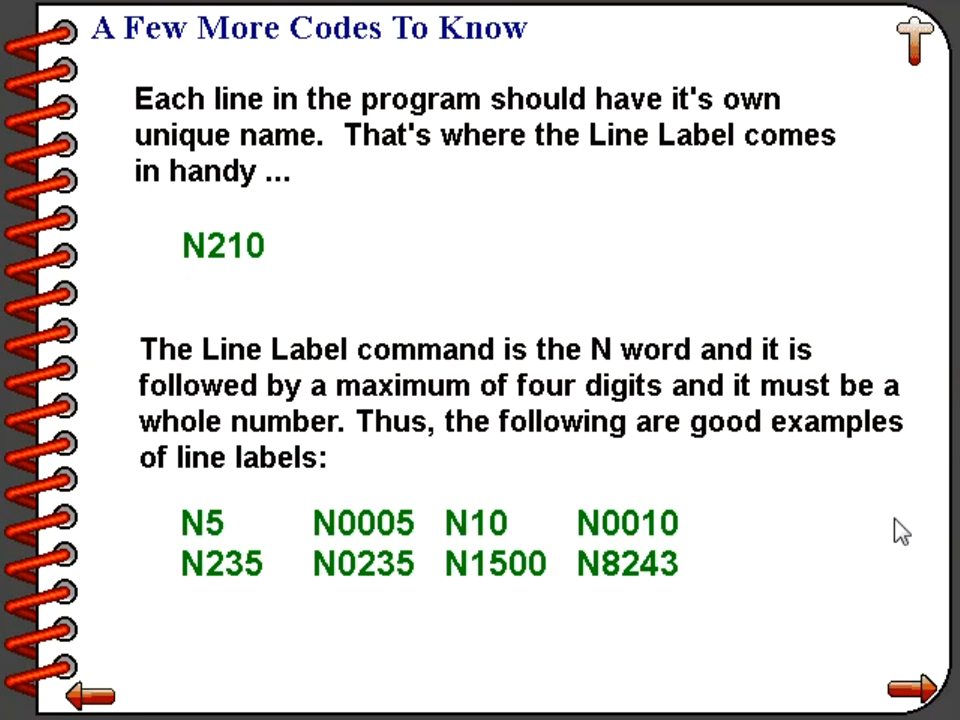 A Few More Codes To Know
Each line in the program should have it's own
unique name.  That's where the Line Label comes
in handy ...
N210
The Line Label command is the N word and it is
followed by a maximum of four digits and it must be a
whole number. Thus, the following are good examples
of line labels:
N5 N0005 N10 N0010
N235 N0235 N1500 N8243